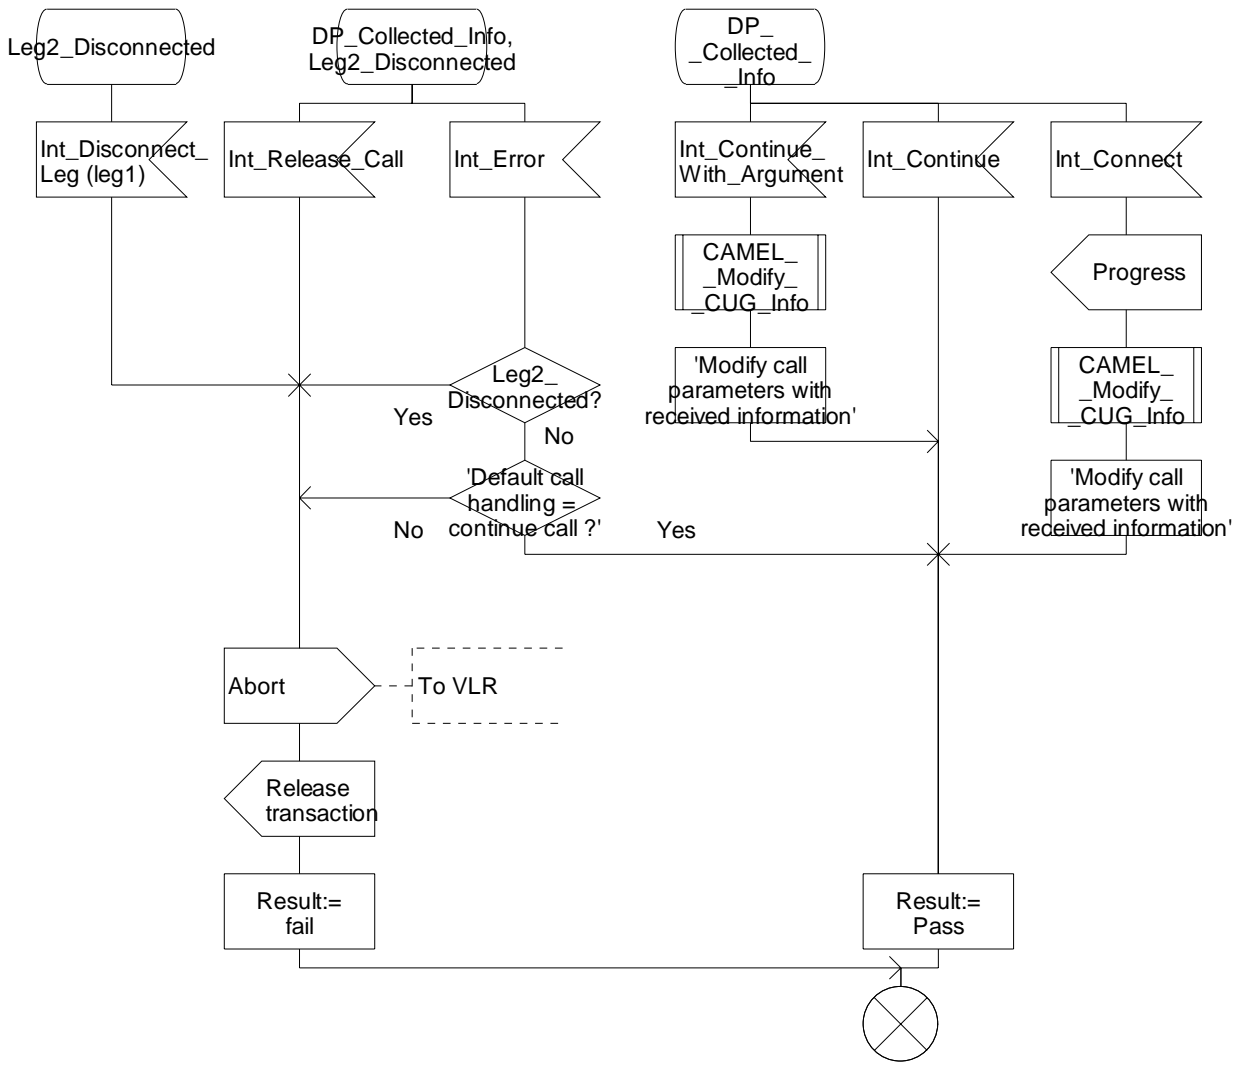 Leg2_Disconnected
DP_Collected_Info,
Leg2_Disconnected
DP_
_Collected_
_Info
Int_Disconnect_
Leg (leg1)
Int_Release_Call
Int_Error
Int_Continue_
With_Argument
Int_Continue
Int_Connect
CAMEL_
_Modify_
_CUG_Info
Progress
Leg2_
Disconnected?
'Modify call
parameters with
received information'
CAMEL_
_Modify_
_CUG_Info
Yes
No
'Default call
handling =
continue call ?'
'Modify call
parameters with
received information'
No
Yes
Abort
To VLR
Release
transaction
Result:=
fail
Result:=
Pass